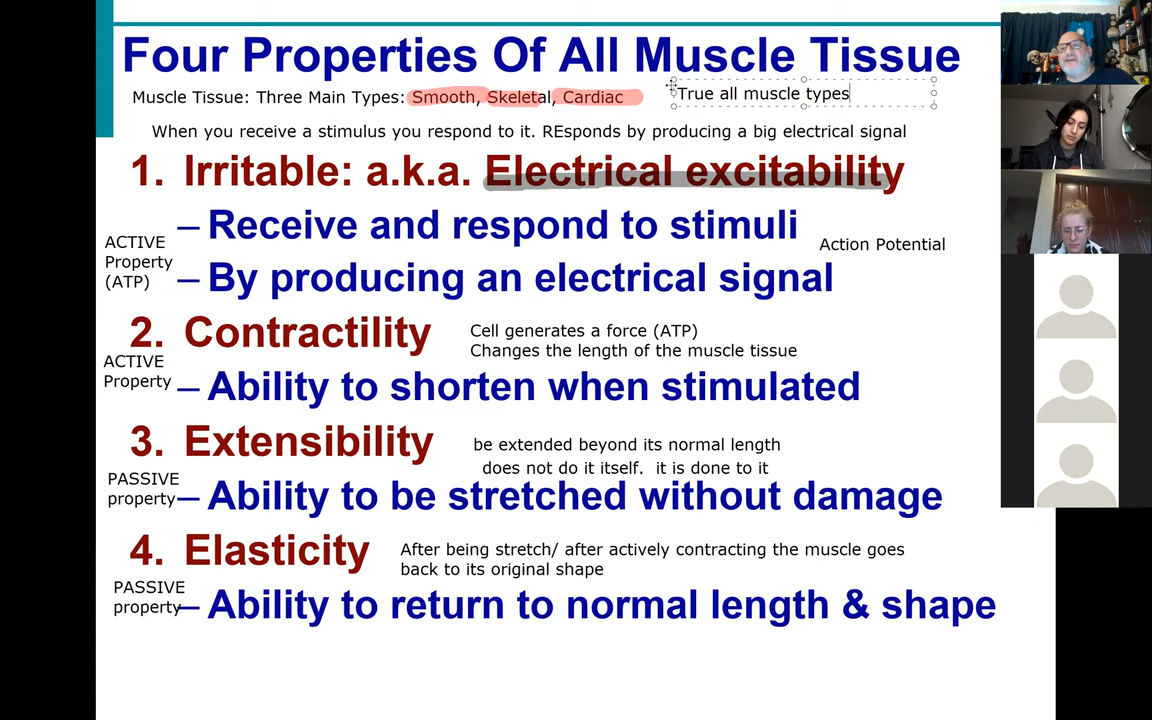 Four Properties Of All Muscle Tissue
Muscle Tissue: Three Main Types: Smooth, Skeletal, Cardiac
True all muscle types
When you receive a stimulus you respond to it. REsponds by producing a big electrical signal
1. Irritable: a.k.a. Electrical excitability
– Receive and respond to stimuli
ACTIVE
Property
(ATP)
Action Potential
– By producing an electrical signal
2. Contractility
Cell generates a force (ATP)
Changes the length of the muscle tissue
ACTIVE
Property
– Ability to shorten when stimulated
3. Extensibility
be extended beyond its normal length
does not do it itself. it is done to it
PASSIVE
property
– Ability to be stretched without damage
4. Elasticity
After being stretch/ after actively contracting the muscle goes
back to its original shape
PASSIVE
property
– Ability to return to normal length & shape